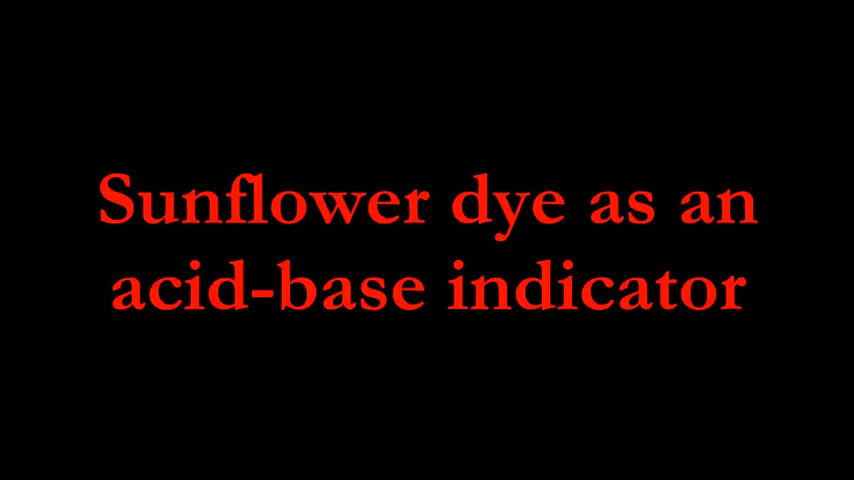 Sunflower dye as an
acid-base indicator